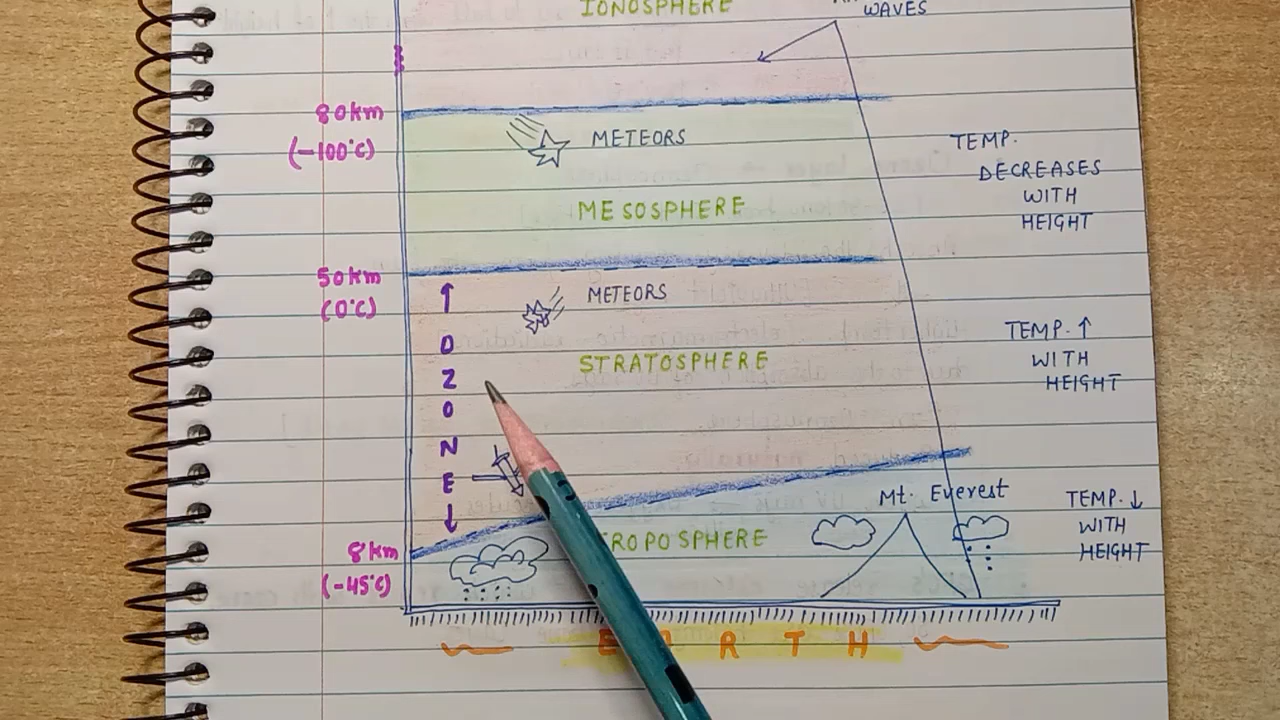 IONOSPHERE
WAVES
80km
(-100°C)
METEORS
MESOSPHERE
TEMP.
DECREASES
WITH
HEIGHT
50km
(0°C)
METEORS
OZONE
STRATOSPHERE
TEMP. ↑
WITH
HEIGHT
Mt. Everest
TEMP. ↓
WITH
HEIGHT
8km
(-45°C)
ROPOSPHERE
E R T H